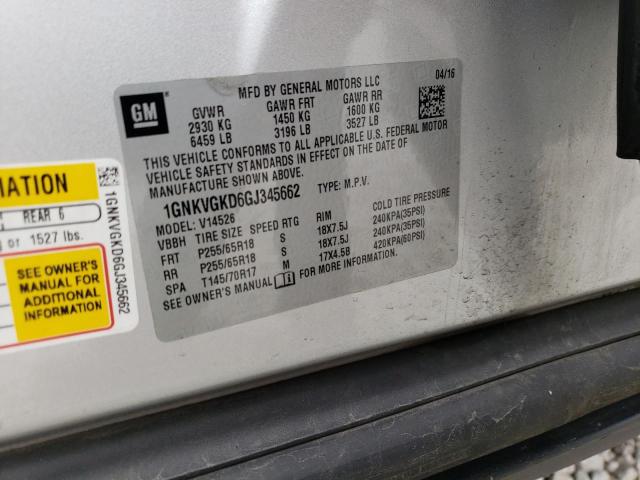 MFD BY GENERAL MOTORS LLC 04/16
GM
GVWR GAWR FRT GAWR RR
2930 KG 1450 KG 1600 KG
6459 LB 3196 LB 3527 LB
THIS VEHICLE CONFORMS TO ALL APPLICABLE U.S. FEDERAL MOTOR
VEHICLE SAFETY STANDARDS IN EFFECT ON THE DATE OF
MANUFACTURE SHOWN ABOVE.
1GNKVGKD6GJ345662 TYPE: M.P.V.
MODEL: V14526
VBBH TIRE SIZE SPEED RTG RIM COLD TIRE PRESSURE
FRT P255/65R18 S 18X7.5J 240KPA(35PSI)
RR P255/65R18 S 18X7.5J 240KPA(35PSI)
SPA T145/70R17 M 17X4.5B 420KPA(60PSI)
SEE OWNER'S MANUAL FOR MORE INFORMATION.
REAR 6
or 1527 lbs.
SEE OWNER'S
MANUAL FOR
ADDITIONAL
INFORMATION
1GNKVGKD6GJ345662